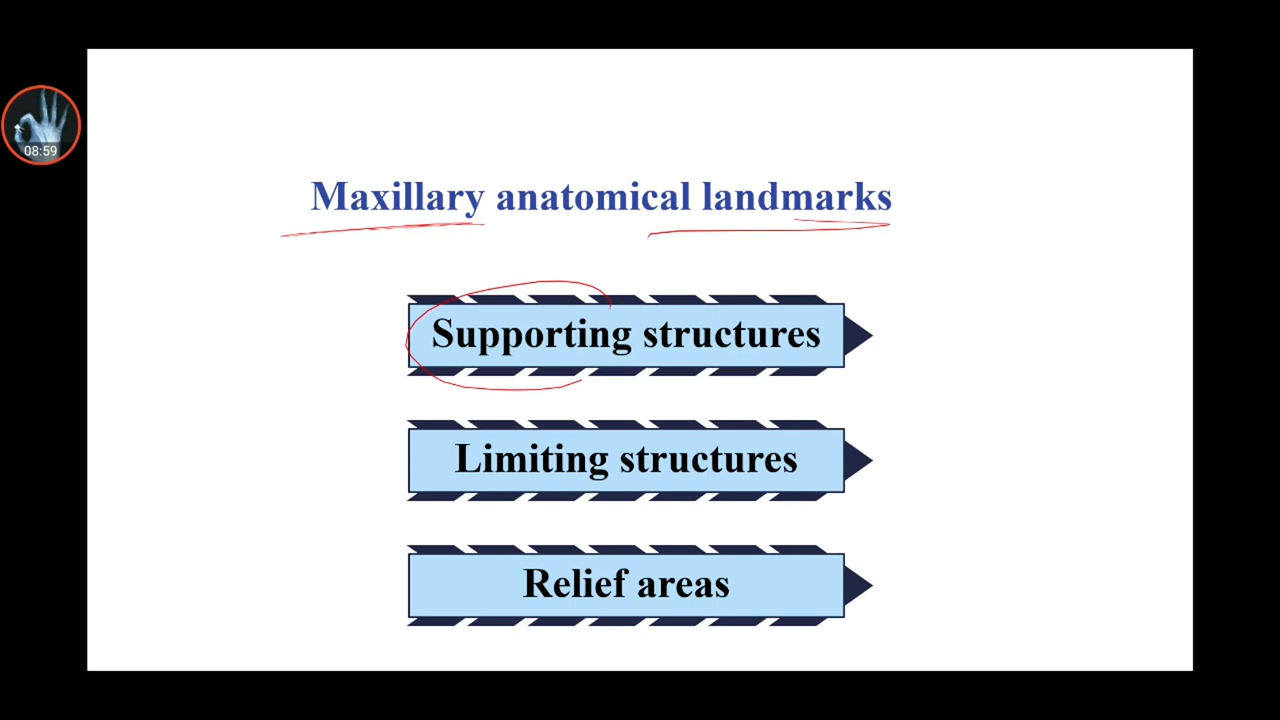 08:59
Maxillary anatomical landmarks
Supporting structures
Limiting structures
Relief areas